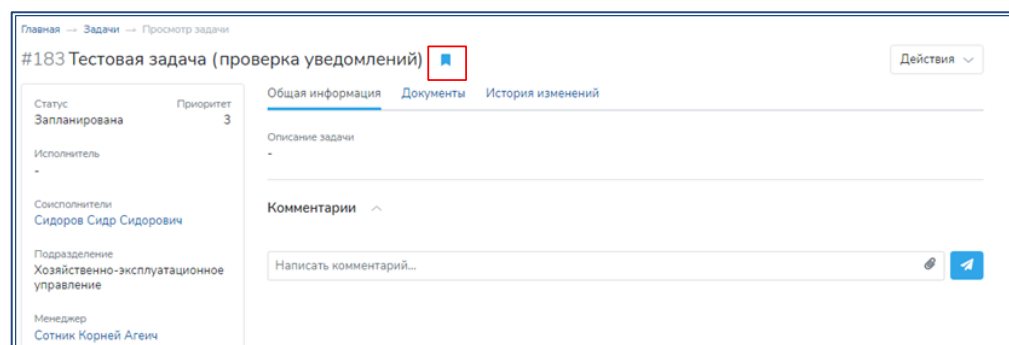 Главная → Задачи → Просмотр задачи
#183 Тестовая задача (проверка уведомлений)
Действия
Статус Приоритет
Запланирована 3
Исполнитель
-
Соисполнители
Сидоров Сидр Сидорович
Подразделение
Хозяйственно-эксплуатационное
управление
Менеджер
Сотник Корней Агеич
Общая информация Документы История изменений
Описание задачи
-
Комментарии
Написать комментарий...